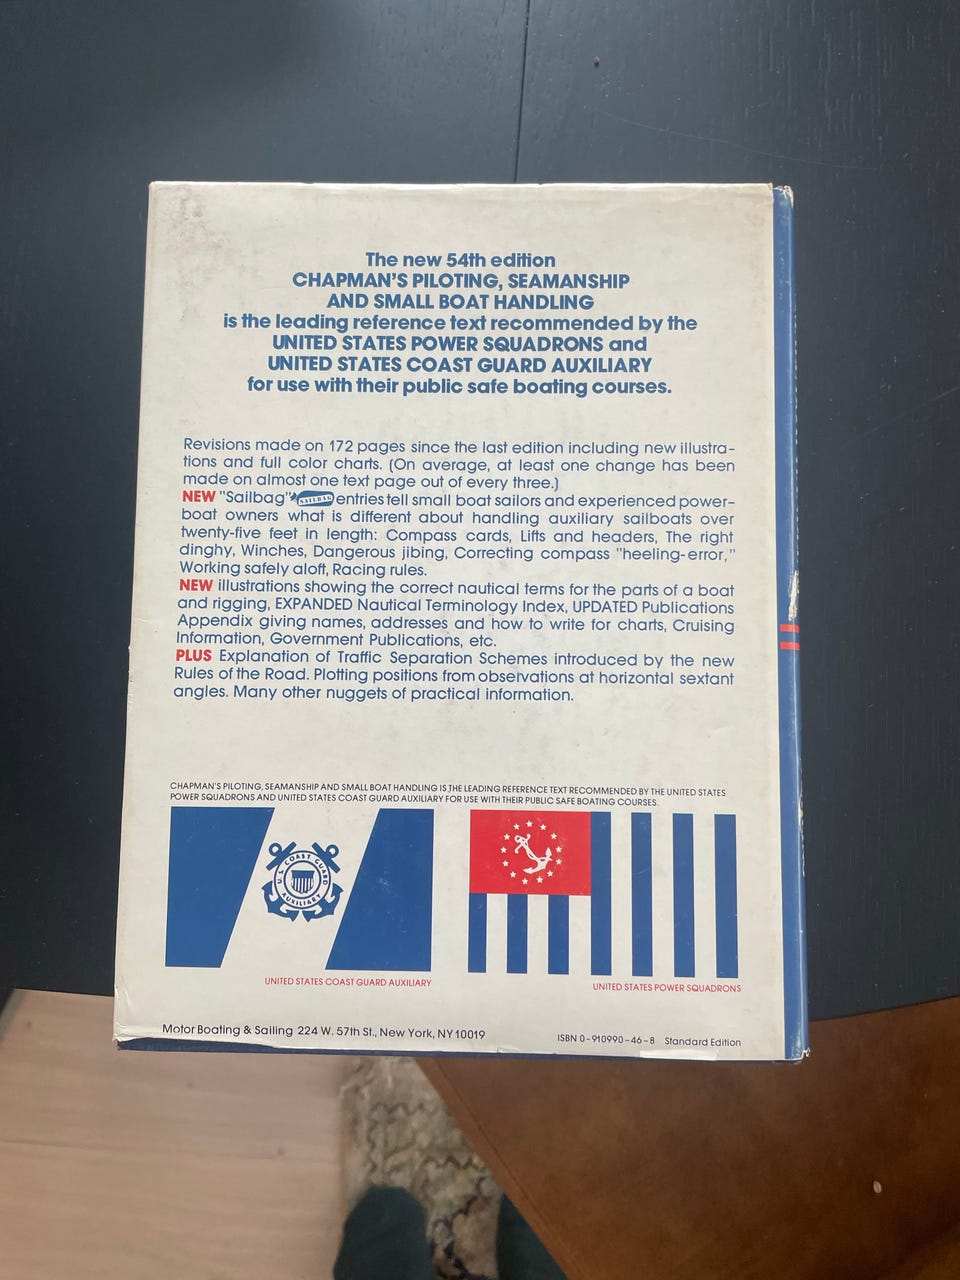 The new 54th edition
CHAPMAN'S PILOTING, SEAMANSHIP
AND SMALL BOAT HANDLING
is the leading reference text recommended by the
UNITED STATES POWER SQUADRONS and
UNITED STATES COAST GUARD AUXILIARY
for use with their public safe boating courses.
Revisions made on 172 pages since the last edition including new illustra-
tions and full color charts. (On average, at least one change has been
made on almost one text page out of every three.)
NEW "Sailbag" SAILBAG entries tell small boat sailors and experienced power-
boat owners what is different about handling auxiliary sailboats over
twenty-five feet in length: Compass cards, Lifts and headers, The right
dinghy, Winches, Dangerous jibing, Correcting compass "heeling-error,"
Working safely aloft, Racing rules.
NEW illustrations showing the correct nautical terms for the parts of a boat
and rigging, EXPANDED Nautical Terminology Index, UPDATED Publications
Appendix giving names, addresses and how to write for charts, Cruising
Information, Government Publications, etc.
PLUS Explanation of Traffic Separation Schemes introduced by the new
Rules of the Road. Plotting positions from observations at horizontal sextant
angles. Many other nuggets of practical information.
CHAPMAN'S PILOTING, SEAMANSHIP AND SMALL BOAT HANDLING IS THE LEADING REFERENCE TEXT RECOMMENDED BY THE UNITED STATES
POWER SQUADRONS AND UNITED STATES COAST GUARD AUXILIARY FOR USE WITH THEIR PUBLIC SAFE BOATING COURSES.
U.S. COAST GUARD
AUXILIARY
UNITED STATES COAST GUARD AUXILIARY
UNITED STATES POWER SQUADRONS
Motor Boating & Sailing 224 W. 57th St., New York, NY 10019
ISBN 0-910990-46-8 Standard Edition